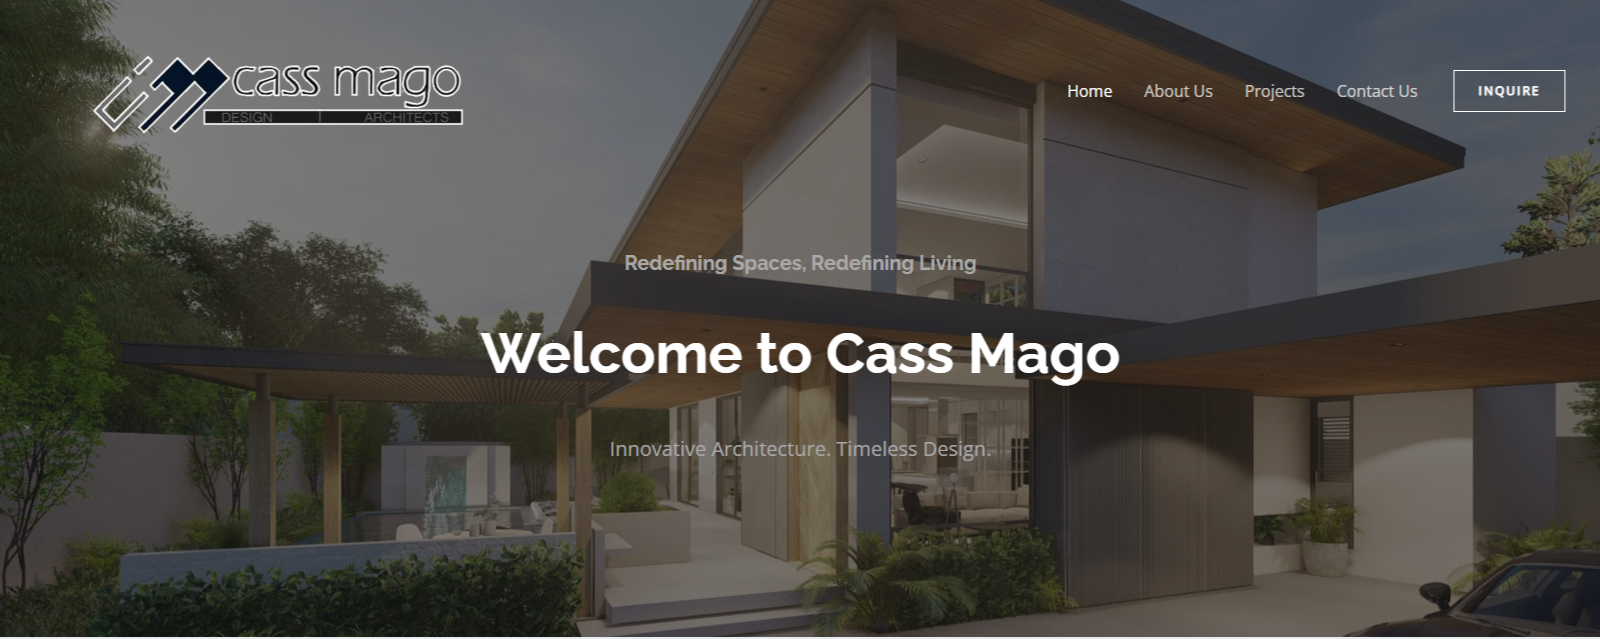 cass mago
DESIGN | ARCHITECTS
Home About Us Projects Contact Us INQUIRE
Redefining Spaces, Redefining Living
Welcome to Cass Mago
Innovative Architecture. Timeless Design.